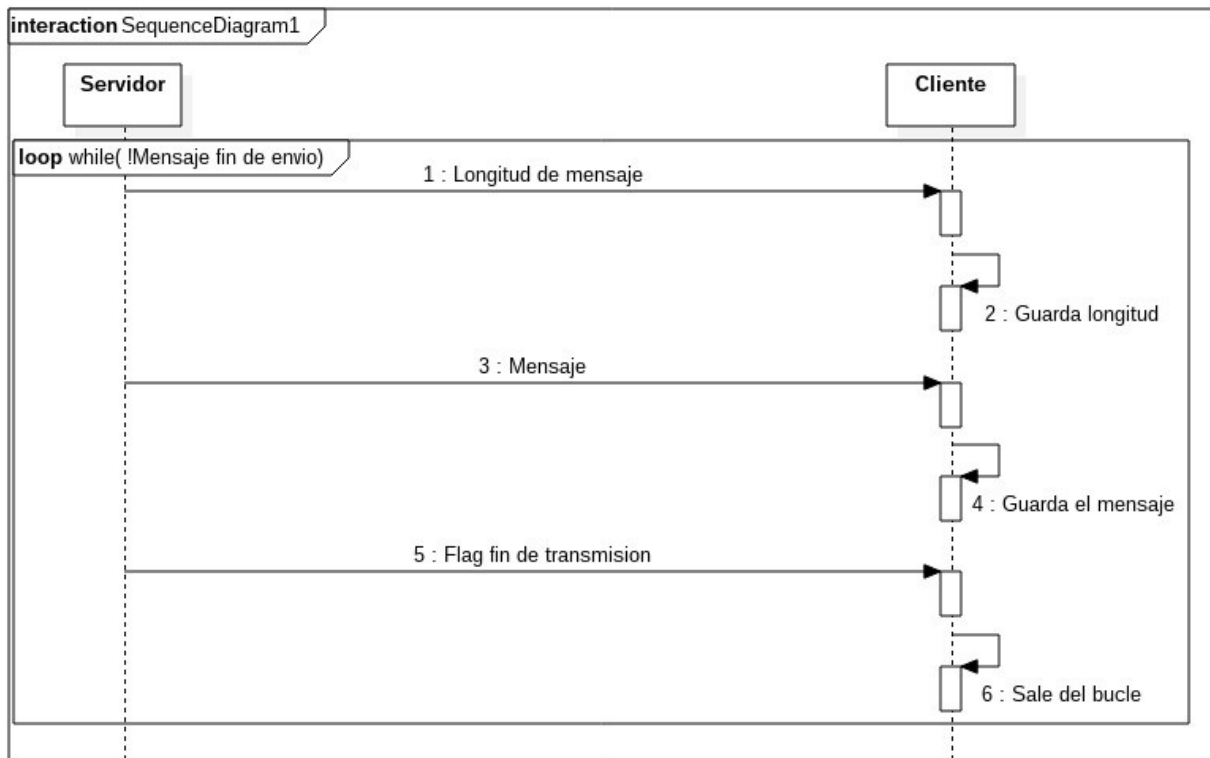 interaction SequenceDiagram1
Servidor
Cliente
loop while( !Mensaje fin de envio)
1 : Longitud de mensaje
2 : Guarda longitud
3 : Mensaje
4 : Guarda el mensaje
5 : Flag fin de transmision
6 : Sale del bucle